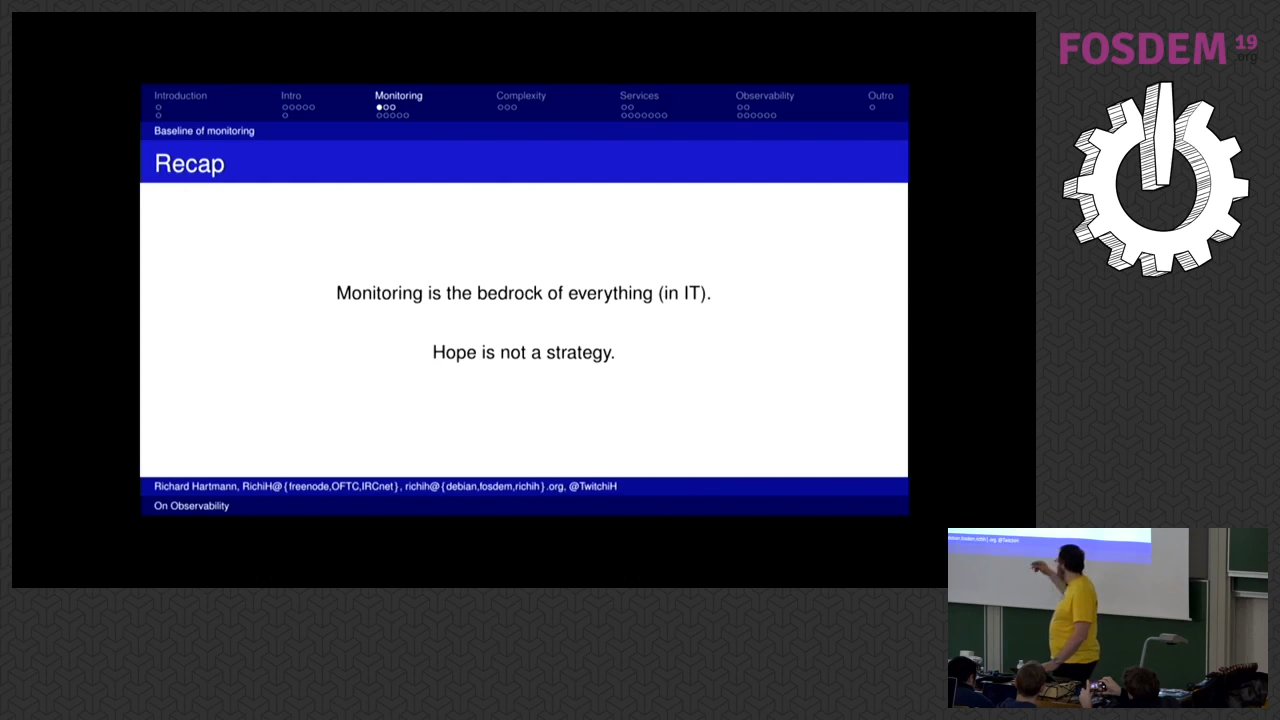 FOSDEM 19
.org
Introduction Intro Monitoring Complexity Services Observability Outro
Baseline of monitoring
Recap
Monitoring is the bedrock of everything (in IT).
Hope is not a strategy.
Richard Hartmann, RichiH@{freenode,OFTC,IRCnet}, richih@{debian,fosdem,richih}.org, @TwitchiH
On Observability